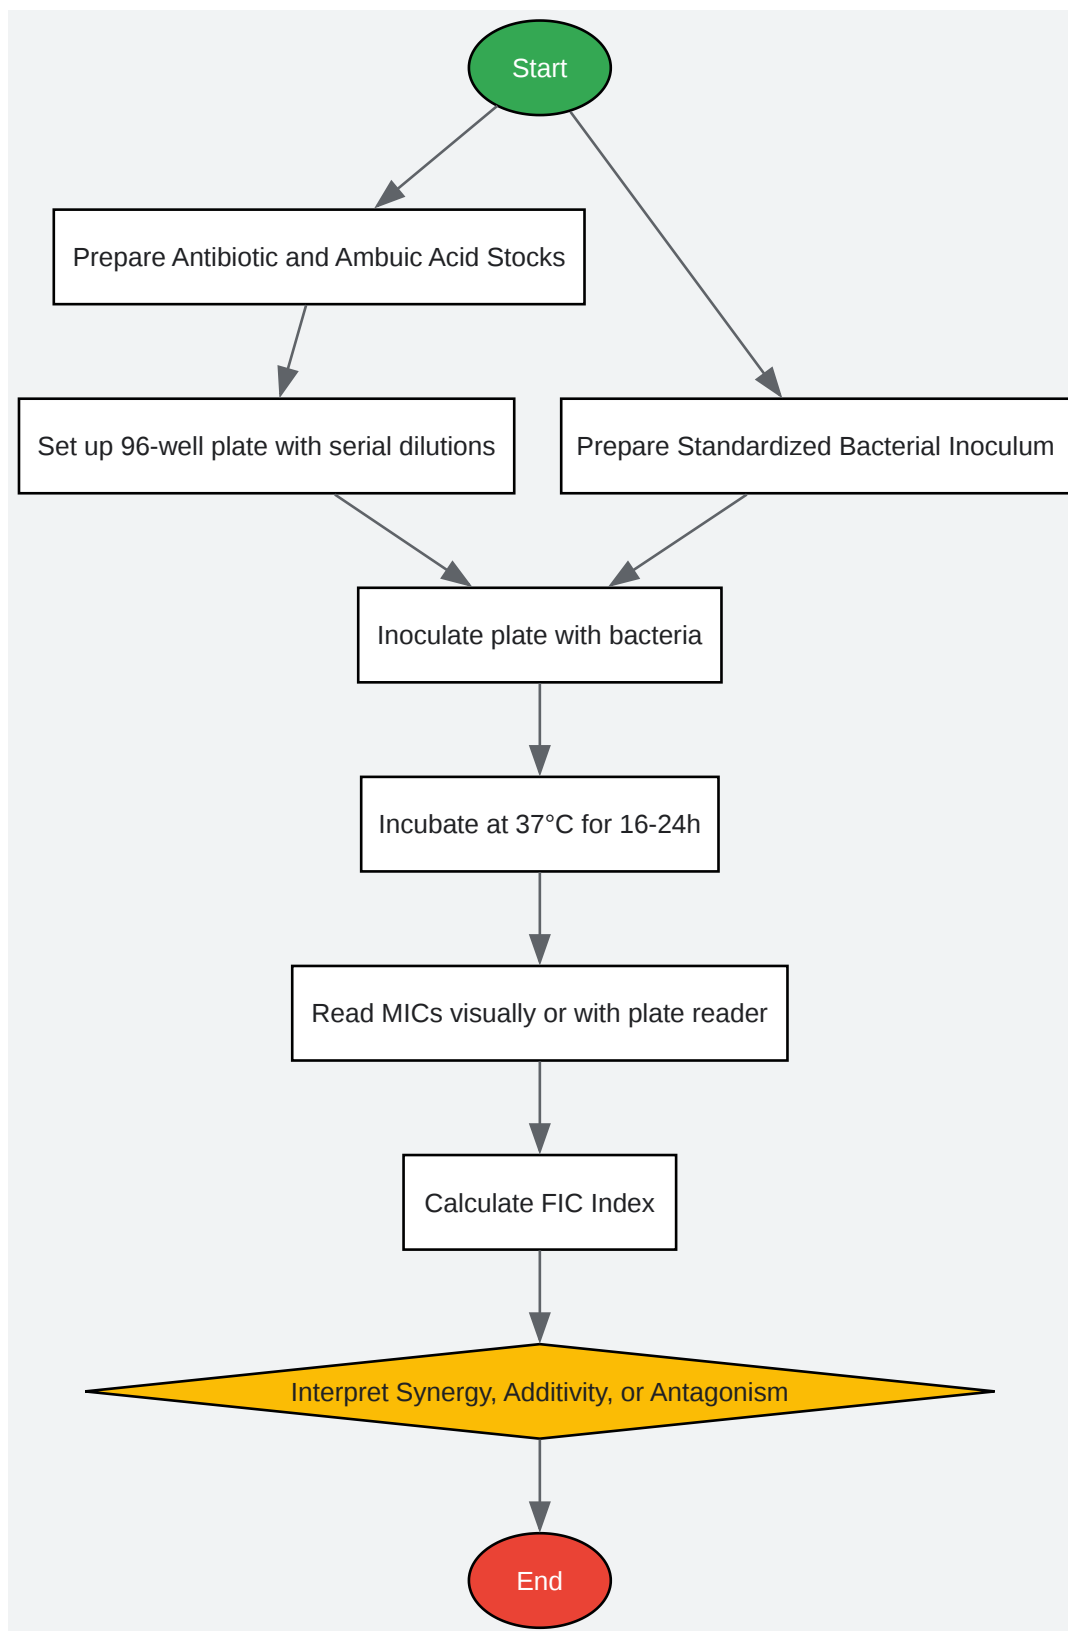 Start
Prepare Antibiotic and Ambuic Acid Stocks
Set up 96-well plate with serial dilutions
Prepare Standardized Bacterial Inoculum
Inoculate plate with bacteria
Incubate at 37°C for 16-24h
Read MICs visually or with plate reader
Calculate FIC Index
Interpret Synergy, Additivity, or Antagonism
End